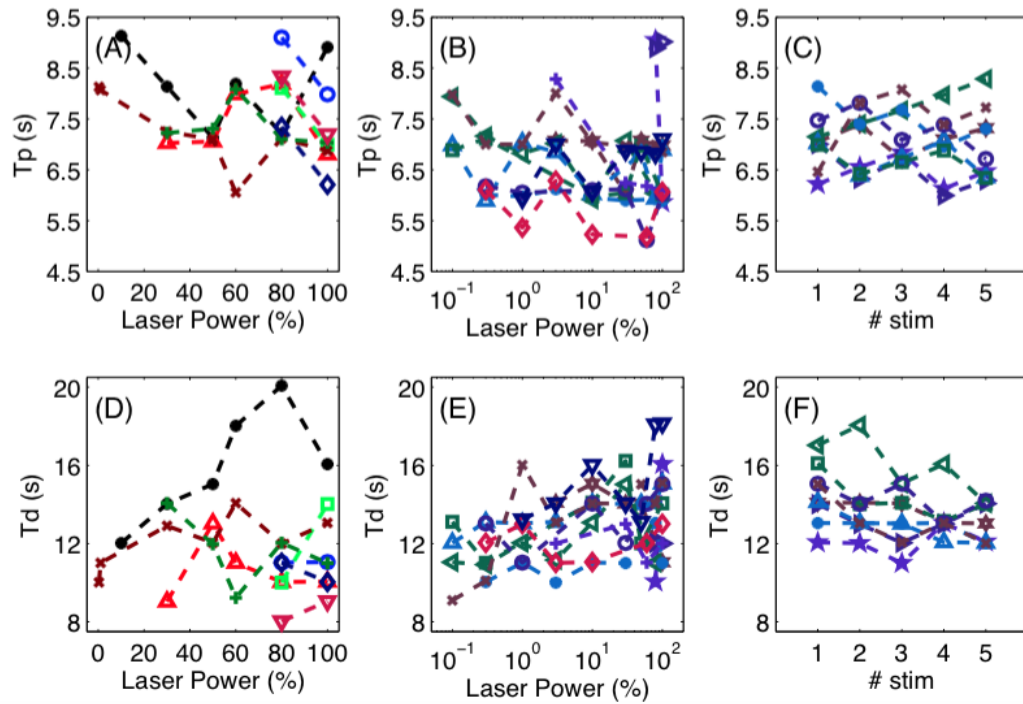 (A)
Tp (s)
9.5
8.5
7.5
6.5
5.5
4.5
0 20 40 60 80 100
Laser Power (%)
(B)
Tp (s)
9.5
8.5
7.5
6.5
5.5
4.5
10⁻¹ 10⁰ 10¹ 10²
Laser Power (%)
(C)
Tp (s)
9.5
8.5
7.5
6.5
5.5
4.5
1 2 3 4 5
# stim
(D)
Td (s)
20
16
12
8
0 20 40 60 80 100
Laser Power (%)
(E)
Td (s)
20
16
12
8
10⁻¹ 10⁰ 10¹ 10²
Laser Power (%)
(F)
Td (s)
20
16
12
8
1 2 3 4 5
# stim